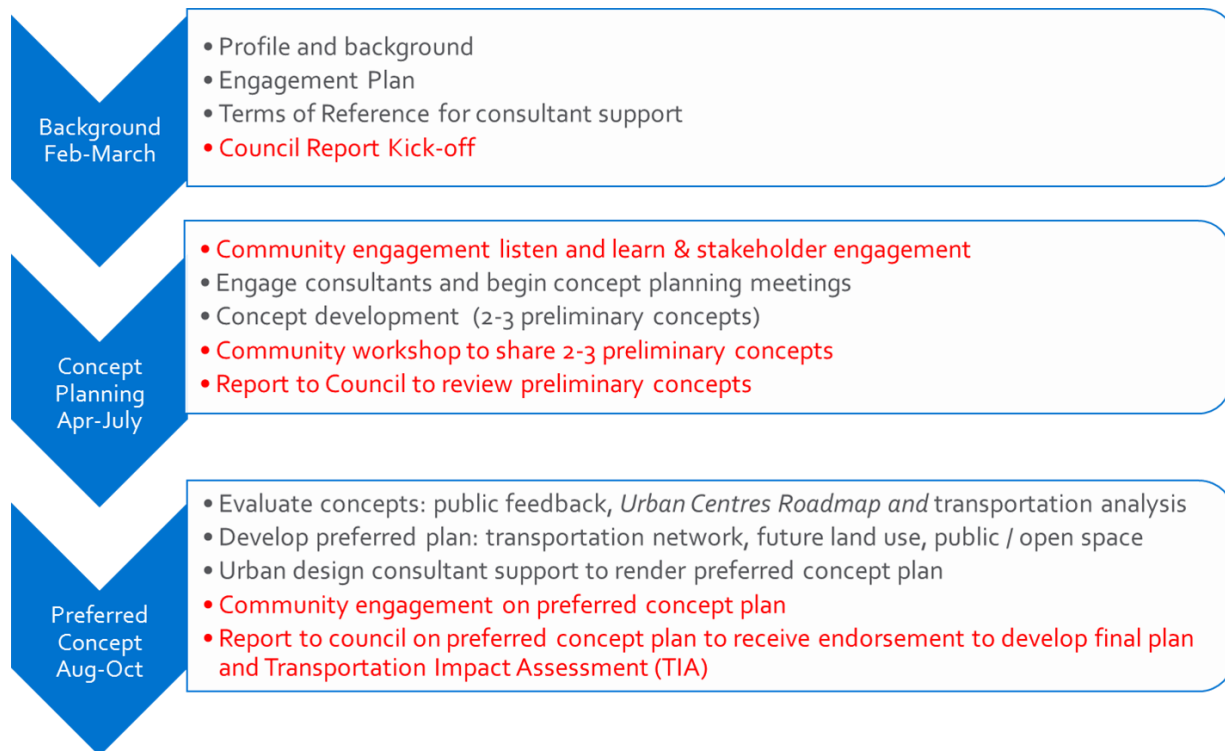 Background
Feb-March
• Profile and background
• Engagement Plan
• Terms of Reference for consultant support
• Council Report Kick-off
Concept
Planning
Apr-July
• Community engagement listen and learn & stakeholder engagement
• Engage consultants and begin concept planning meetings
• Concept development (2-3 preliminary concepts)
• Community workshop to share 2-3 preliminary concepts
• Report to Council to review preliminary concepts
Preferred
Concept
Aug-Oct
• Evaluate concepts: public feedback, Urban Centres Roadmap and transportation analysis
• Develop preferred plan: transportation network, future land use, public / open space
• Urban design consultant support to render preferred concept plan
• Community engagement on preferred concept plan
• Report to council on preferred concept plan to receive endorsement to develop final plan
and Transportation Impact Assessment (TIA)